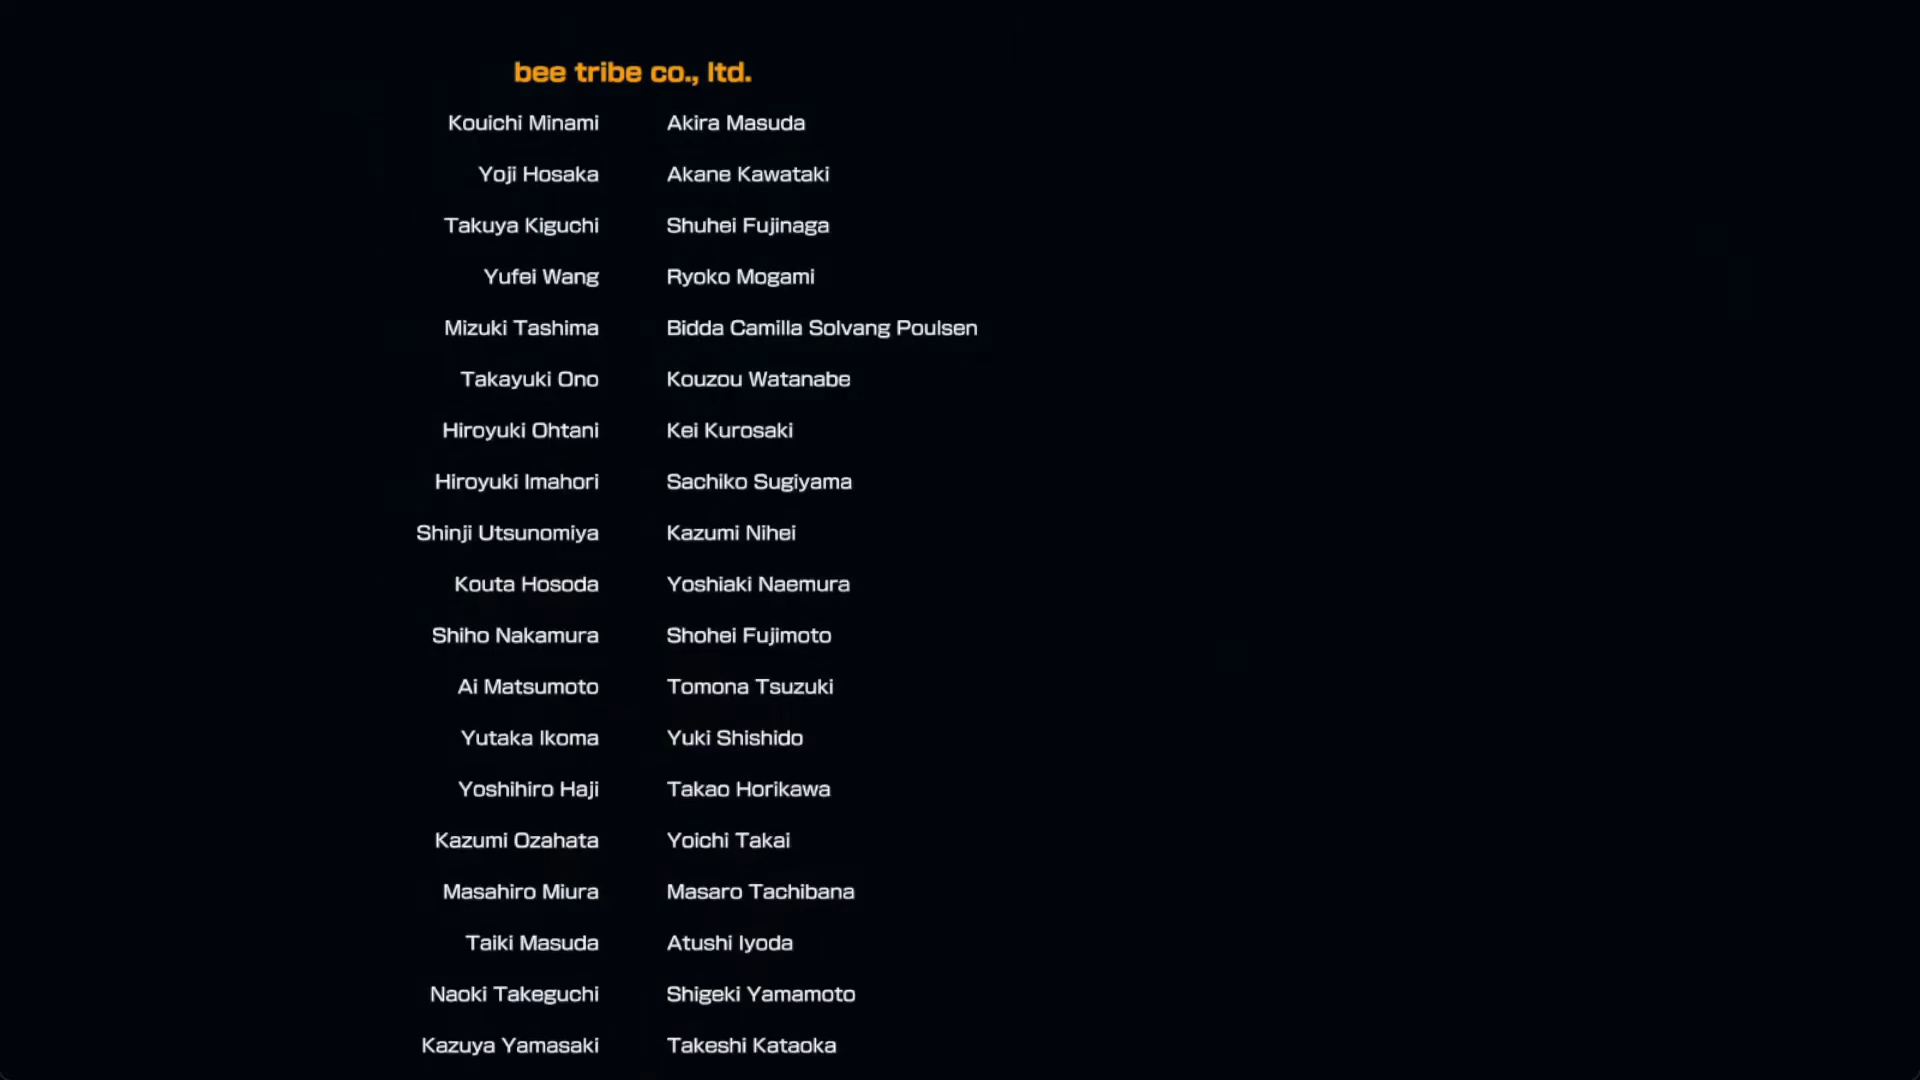 bee tribe co., ltd.
Kouichi Minami Akira Masuda
Yoji Hosaka Akane Kawataki
Takuya Kiguchi Shuhei Fujinaga
Yufei Wang Ryoko Mogami
Mizuki Tashima Bidda Camilla Solvang Poulsen
Takayuki Ono Kouzou Watanabe
Hiroyuki Ohtani Kei Kurosaki
Hiroyuki Imahori Sachiko Sugiyama
Shinji Utsunomiya Kazumi Nihei
Kouta Hosoda Yoshiaki Naemura
Shiho Nakamura Shohei Fujimoto
Ai Matsumoto Tomona Tsuzuki
Yutaka Ikoma Yuki Shishido
Yoshihiro Haji Takao Horikawa
Kazumi Ozahata Yoichi Takai
Masahiro Miura Masaro Tachibana
Taiki Masuda Atushi Iyoda
Naoki Takeguchi Shigeki Yamamoto
Kazuya Yamasaki Takeshi Kataoka